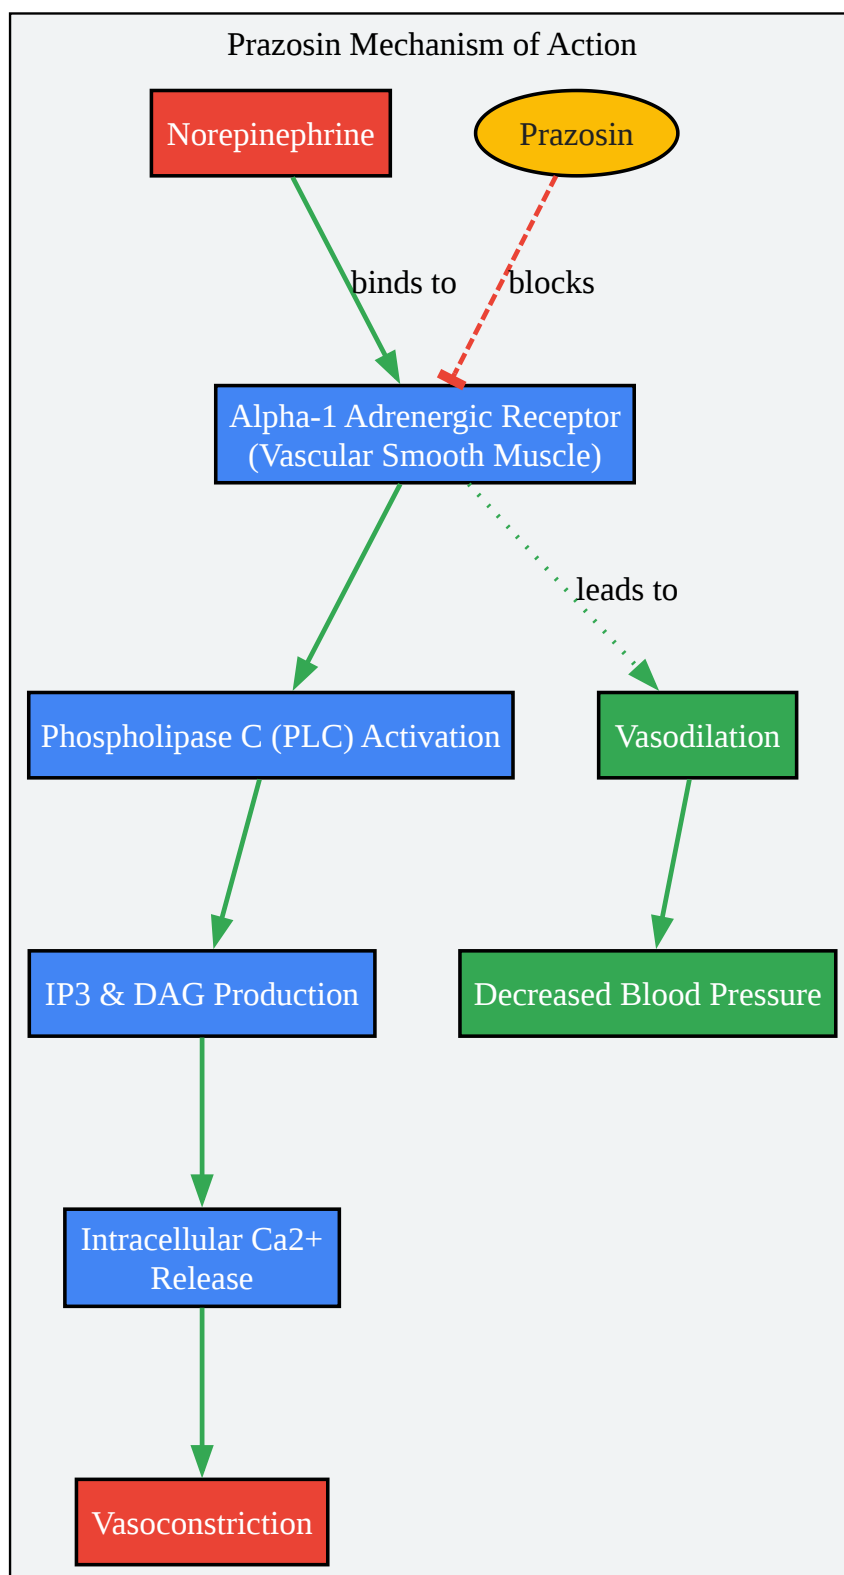 Prazosin Mechanism of Action
Norepinephrine
Prazosin
binds to
blocks
Alpha-1 Adrenergic Receptor
(Vascular Smooth Muscle)
leads to
Phospholipase C (PLC) Activation
Vasodilation
IP3 & DAG Production
Decreased Blood Pressure
Intracellular Ca2+
Release
Vasoconstriction